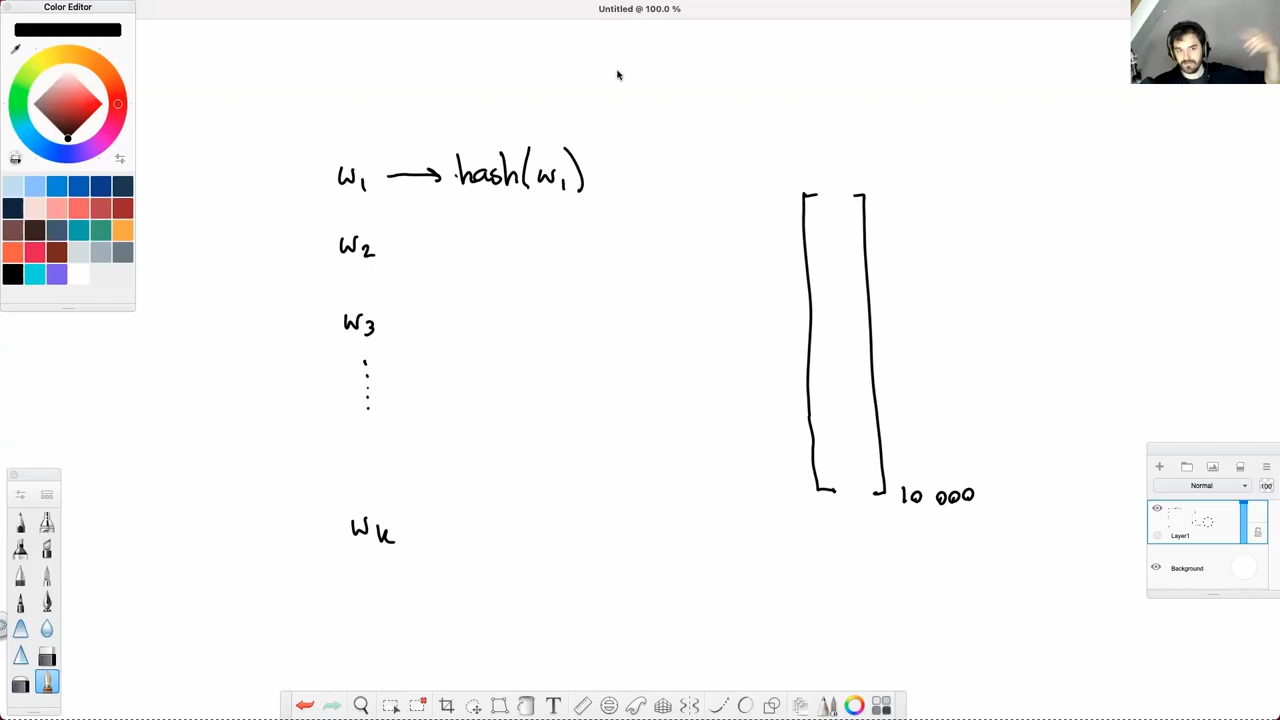 Color Editor
Untitled @ 100.0 %
w₁ → hash(w₁)
w₂
w₃
wₖ
10 000
Normal
100
Layer1
Background
T